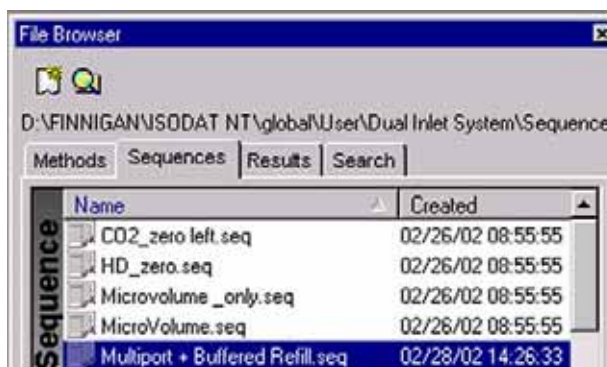 File Browser
D:\FINNIGAN\ISODAT NT\global\User\Dual Inlet System\Sequence
Methods Sequences Results Search
Sequence
Name Created
CO2_zero left.seq 02/26/02 08:55:55
HD_zero.seq 02/26/02 08:55:55
Microvolume _only.seq 02/26/02 08:55:55
MicroVolume.seq 02/26/02 08:55:55
Multiport + Buffered Refill.seq 02/28/02 14:26:33